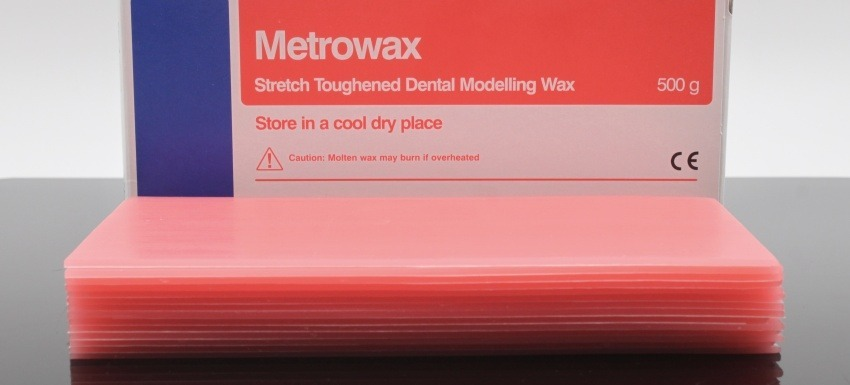 Metrowax
Stretch Toughened Dental Modelling Wax 500 g
Store in a cool dry place
Caution: Molten wax may burn if overheated
CE